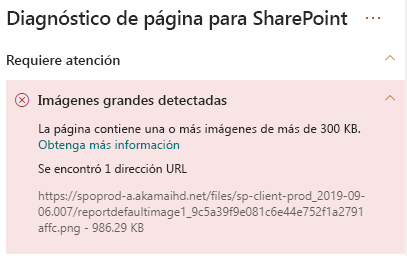 Diagnóstico de página para SharePoint ...
Requiere atención
Imágenes grandes detectadas
La página contiene una o más imágenes de más de 300 KB.
Obtenga más información
Se encontró 1 dirección URL
https://spoprod-a.akamaihd.net/files/sp-client-prod_2019-09-
06.007/reportdefaultimage1_9c5a39f9e081c6e44e752f1a2791
affc.png - 986.29 KB